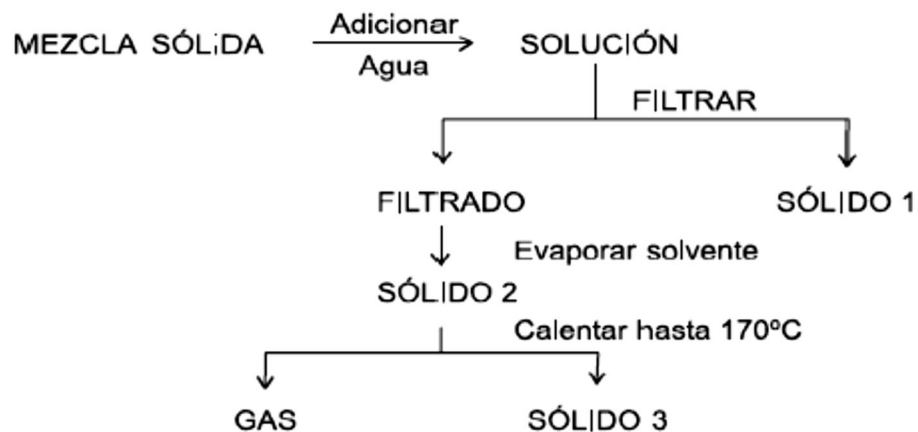 MEZCLA SÓLiDA
Adicionar
Agua
SOLUCIÓN
FILTRAR
FILTRADO
SÓLIDO 1
Evaporar solvente
SÓLIDO 2
Calentar hasta 170ºC
GAS
SÓLIDO 3